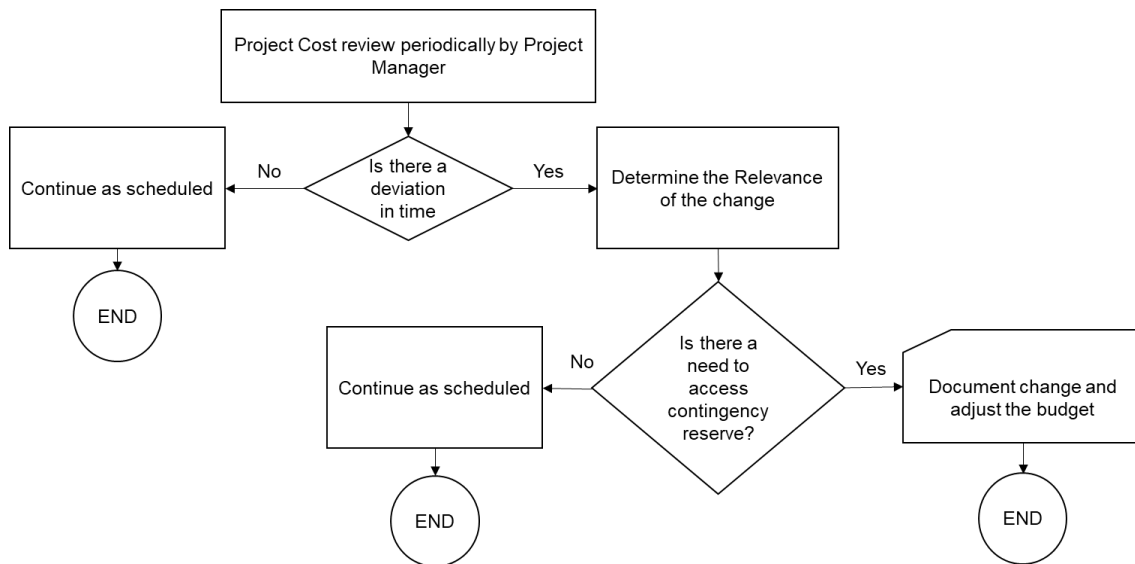 Project Cost review periodically by Project
Manager
Is there a
deviation
in time
No
Yes
Continue as scheduled
Determine the Relevance
of the change
END
Is there a
need to
access
contingency
reserve?
No
Yes
Continue as scheduled
Document change and
adjust the budget
END
END